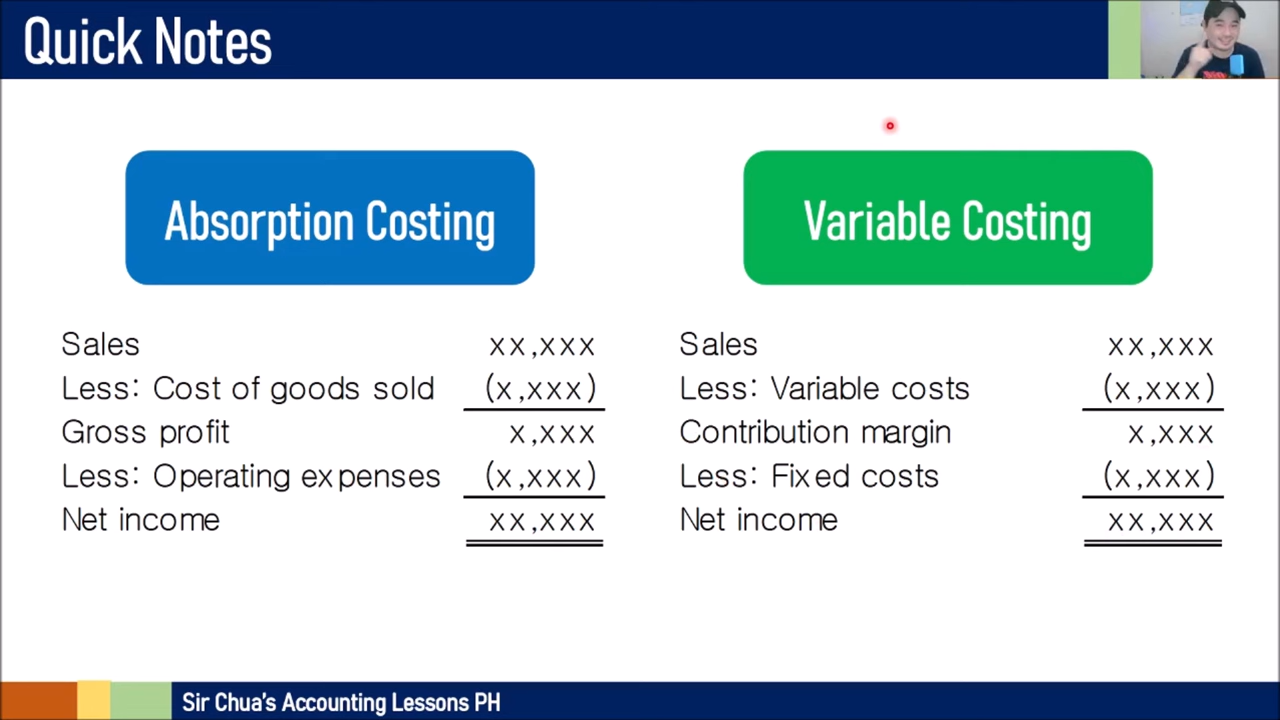 Quick Notes
Absorption Costing
Sales xx,xxx
Less: Cost of goods sold (x,xxx)
Gross profit x,xxx
Less: Operating expenses (x,xxx)
Net income xx,xxx
Variable Costing
Sales xx,xxx
Less: Variable costs (x,xxx)
Contribution margin x,xxx
Less: Fixed costs (x,xxx)
Net income xx,xxx
Sir Chua's Accounting Lessons PH